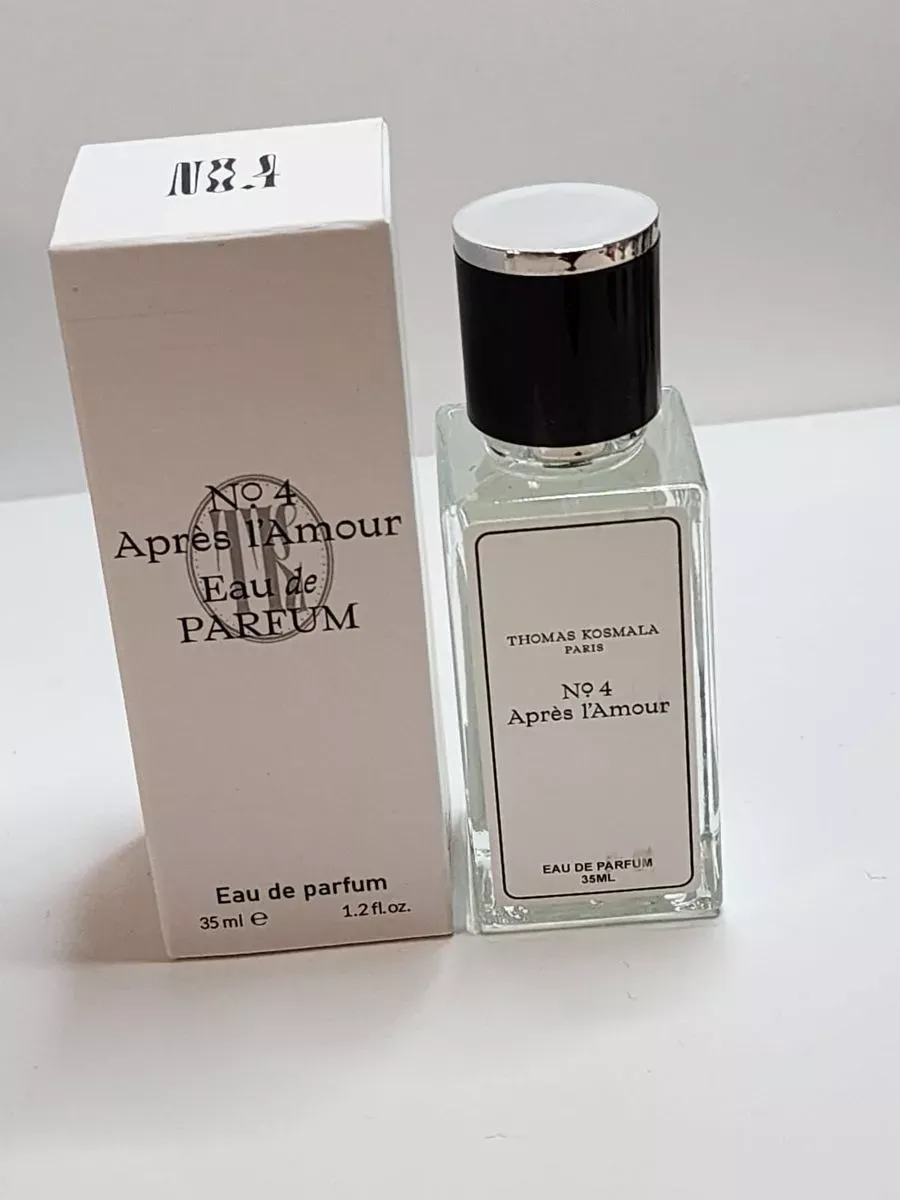 No.4
Nº 4
Après l'Amour
Eau de
PARFUM
Eau de parfum
35 ml ℮ 1.2 fl.oz.
THOMAS KOSMALA
PARIS
Nº 4
Après l'Amour
EAU DE PARFUM
35ML